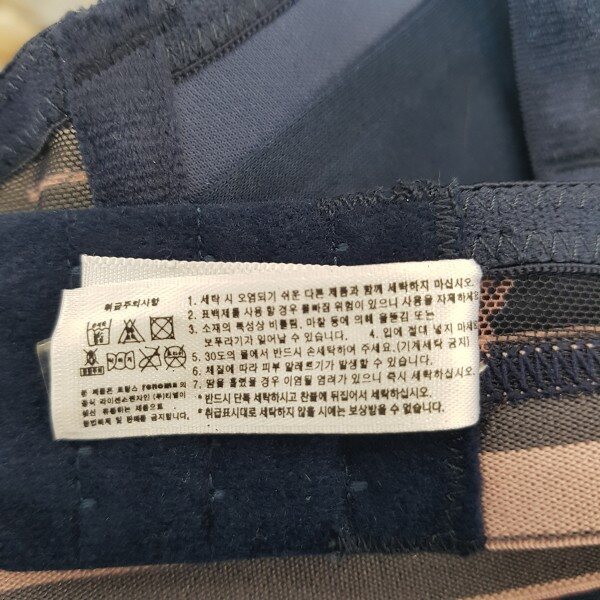 취급주의사항
1. 세탁 시 오염되기 쉬운 다른 제품과 함께 세탁하지 마십시오.
2. 표백제를 사용 할 경우 물빠짐 위험이 있으니 사용을 자제하세
3. 소재의 특성상 비틀림, 마찰 등에 의해 올뜯김 또는
보푸라기가 일어날 수 있습니다. 4. 입에 절대 넣지 마세
5. 30도의 물에서 반드시 손세탁하여 주세요.(기계세탁 금지)
6. 체질에 따라 피부 알레르기가 발생할 수 있습니다.
7. 땀을 흘렸을 경우 이염될 염려가 있으니 즉시 세탁하십시오.
* 반드시 단독 세탁하시고 찬물에 뒤집어서 세탁하십시오.
* 취급표시대로 세탁하지 않을 시에는 보상받을 수 없습니다.
본 제품은 프랑스